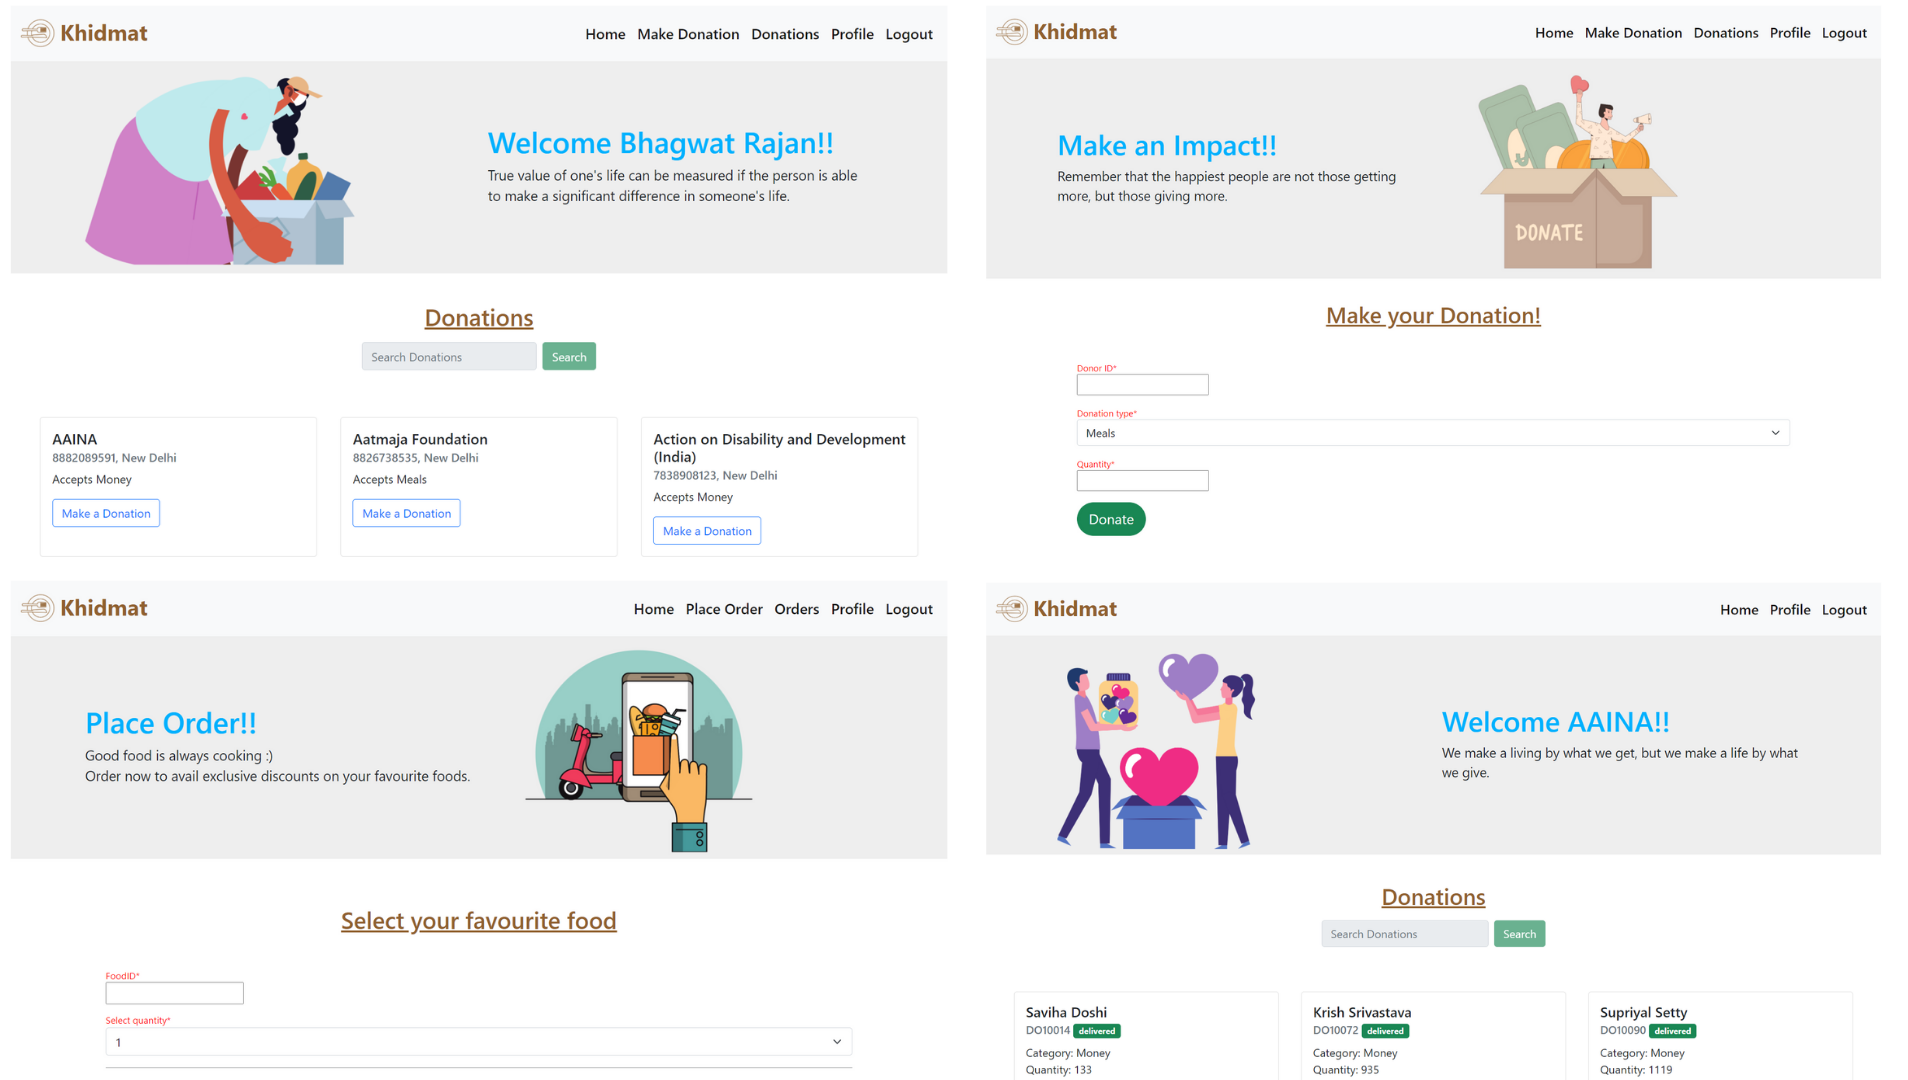 Khidmat
Home Make Donation Donations Profile Logout
Welcome Bhagwat Rajan!!
True value of one's life can be measured if the person is able
to make a significant difference in someone's life.
Donations
Search Donations Search
AAINA
8882089591, New Delhi
Accepts Money
Make a Donation
Aatmaja Foundation
8826738535, New Delhi
Accepts Meals
Make a Donation
Action on Disability and Development
(India)
7838908123, New Delhi
Accepts Money
Make a Donation
Khidmat
Home Make Donation Donations Profile Logout
Make an Impact!!
Remember that the happiest people are not those getting
more, but those giving more.
DONATE
Make your Donation!
Donor ID*
Donation type*
Meals
Quantity*
Donate
Khidmat
Home Place Order Orders Profile Logout
Place Order!!
Good food is always cooking :)
Order now to avail exclusive discounts on your favourite foods.
Select your favourite food
FoodID*
Select quantity*
1
Khidmat
Home Profile Logout
Welcome AAINA!!
We make a living by what we get, but we make a life by what
we give.
Donations
Search Donations Search
Saviha Doshi
DO10014 delivered
Category: Money
Quantity: 133
Krish Srivastava
DO10072 delivered
Category: Money
Quantity: 935
Supriyal Setty
DO10090 delivered
Category: Money
Quantity: 1119